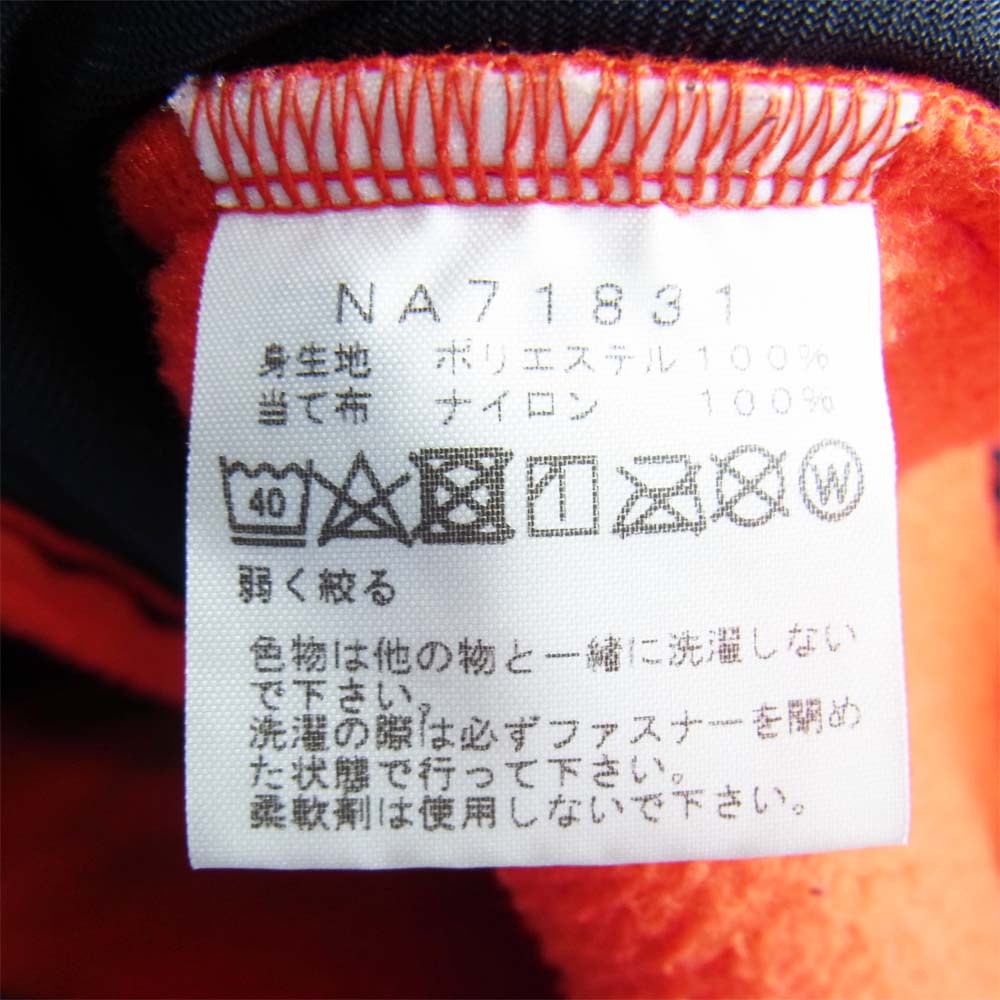 NA71831
身生地 ポリエステル 100%
当て布 ナイロン 100%
40 W
弱く絞る
色物は他の物と一緒に洗濯しない
で下さい。
洗濯の際は必ずファスナーを閉め
た状態で行って下さい。
柔軟剤は使用しないで下さい。